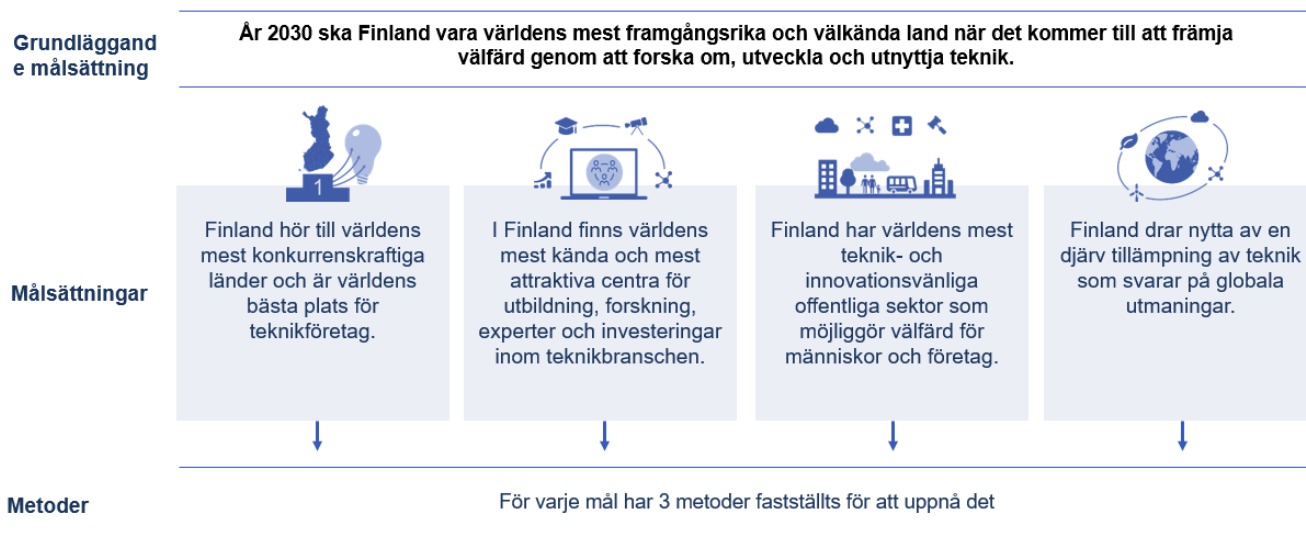 Grundläggand
e målsättning
År 2030 ska Finland vara världens mest framgångsrika och välkända land när det kommer till att främja
välfärd genom att forska om, utveckla och utnyttja teknik.
1
Målsättningar
Finland hör till världens
mest konkurrenskraftiga
länder och är världens
bästa plats för
teknikföretag.
I Finland finns världens
mest kända och mest
attraktiva centra för
utbildning, forskning,
experter och investeringar
inom teknikbranschen.
Finland har världens mest
teknik- och
innovationsvänliga
offentliga sektor som
möjliggör välfärd för
människor och företag.
Finland drar nytta av en
djärv tillämpning av teknik
som svarar på globala
utmaningar.
Metoder
För varje mål har 3 metoder fastställts för att uppnå det